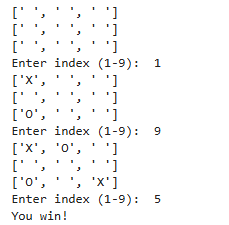 [' ', ' ', ' ']
[' ', ' ', ' ']
[' ', ' ', ' ']
Enter index (1-9):  1
['X', ' ', ' ']
[' ', ' ', ' ']
['O', ' ', ' ']
Enter index (1-9):  9
['X', 'O', ' ']
[' ', ' ', ' ']
['O', ' ', 'X']
Enter index (1-9):  5
You win!